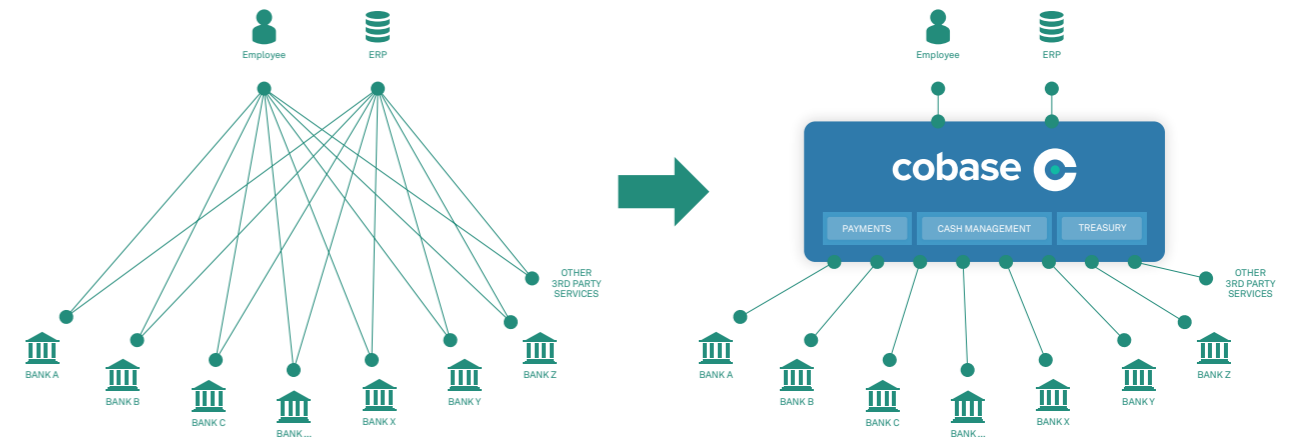 Employee
ERP
OTHER
3RD PARTY
SERVICES
BANK A
BANK B
BANK C
BANK...
BANK X
BANK Y
BANK Z
Employee
ERP
cobase
PAYMENTS
CASH MANAGEMENT
TREASURY
OTHER
3RD PARTY
SERVICES
BANK A
BANK B
BANK C
BANK...
BANK X
BANK Y
BANK Z